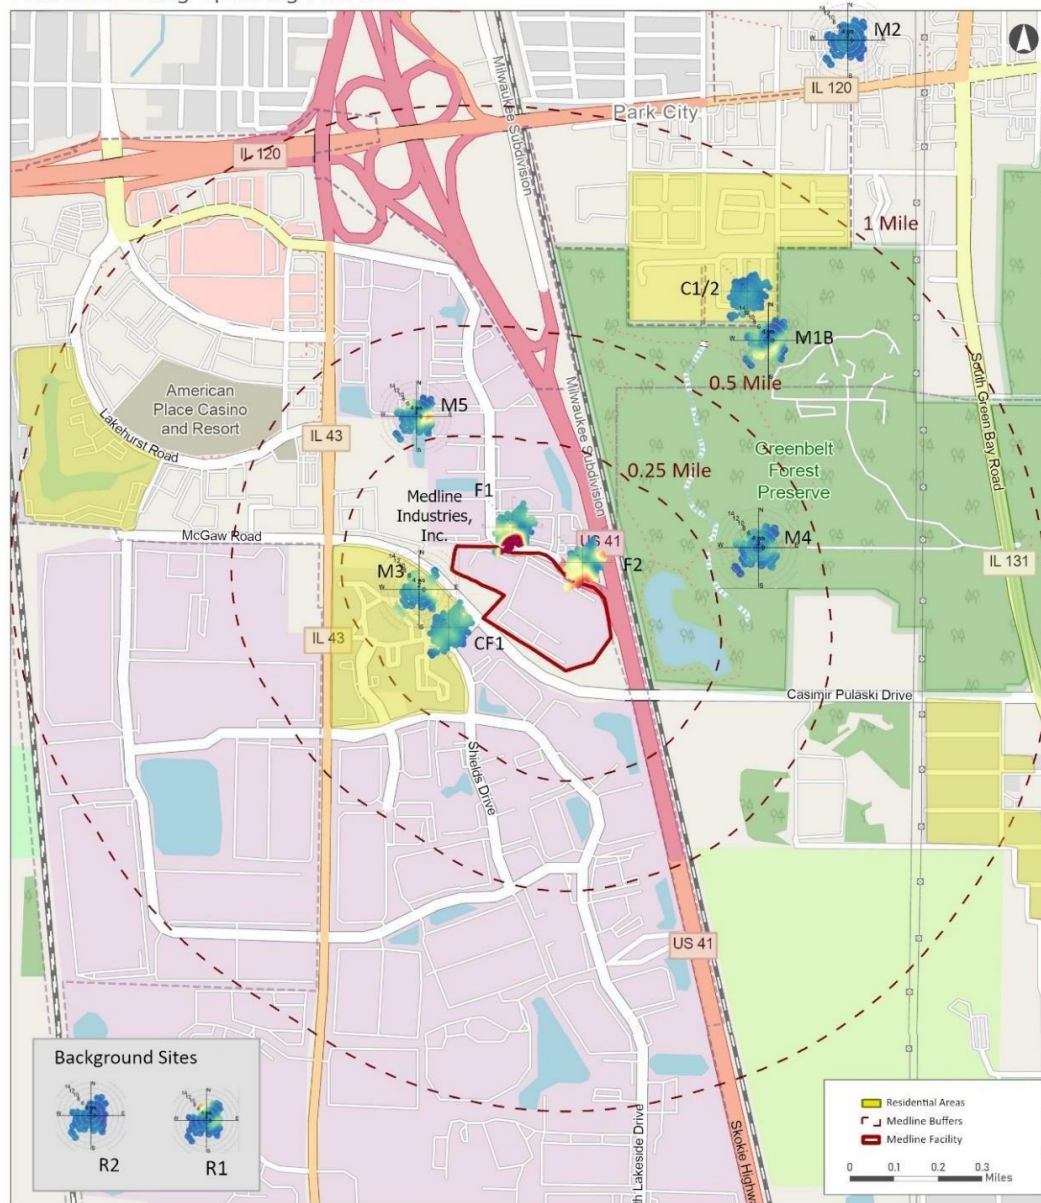 M2
IL 120
Park City
IL 120
Milwaukee Subdivision
1 Mile
C1/2
M1B
South Green Bay Road
American
Place Casino
and Resort
M5
0.5 Mile
Lakehurst Road
IL 43
Milwaukee Subdivision
0.25 Mile
Greenbelt
Forest
Preserve
Medline
Industries,
Inc.
F1
McGaw Road
US 41
F2
M4
IL 131
M3
IL 43
CF1
Casimir Pulaski Drive
Shields Drive
US 41
Background Sites
R2
R1
th Lakeside Drive
Skokie Highw
Residential Areas
Medline Buffers
Medline Facility
0 0.1 0.2 0.3
Miles